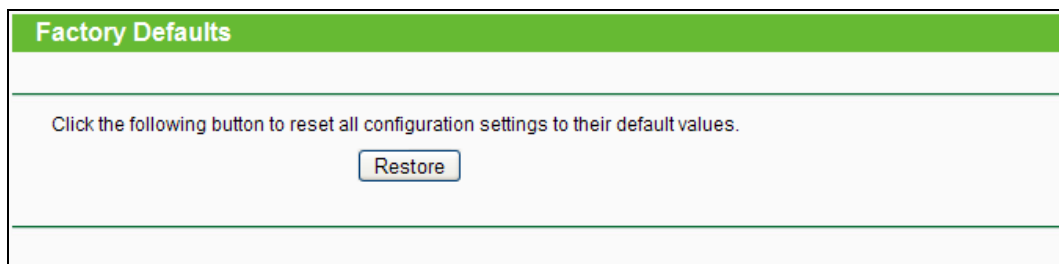 Factory Defaults
Click the following button to reset all configuration settings to their default values.
Restore